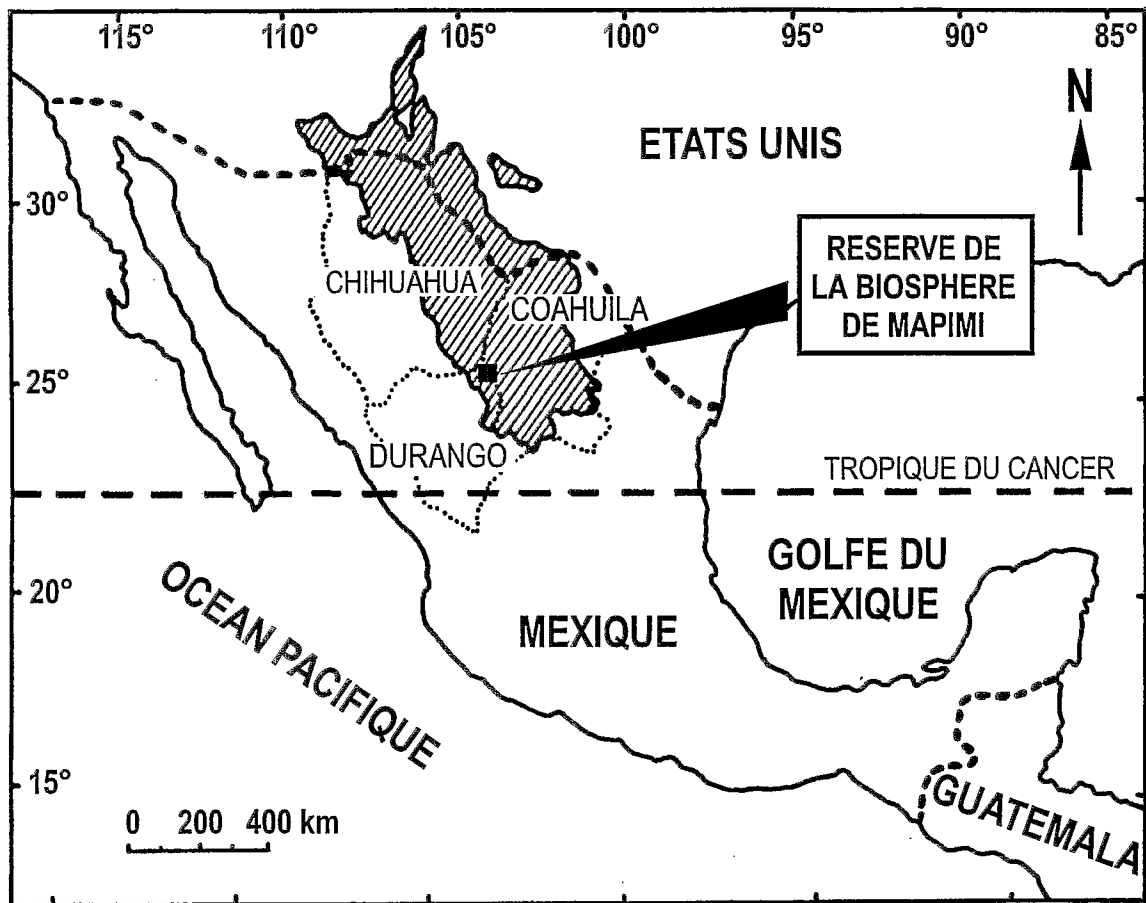 115° 110° 105° 100° 95° 90° 85°
N
ETATS UNIS
30°
RESERVE DE
LA BIOSPHERE
DE MAPIMI
CHIHUAHUA
COAHUILA
25°
DURANGO
TROPIQUE DU CANCER
GOLFE DU
MEXIQUE
20°
OCEAN PACIFIQUE
MEXIQUE
15°
GUATEMALA
0 200 400 km